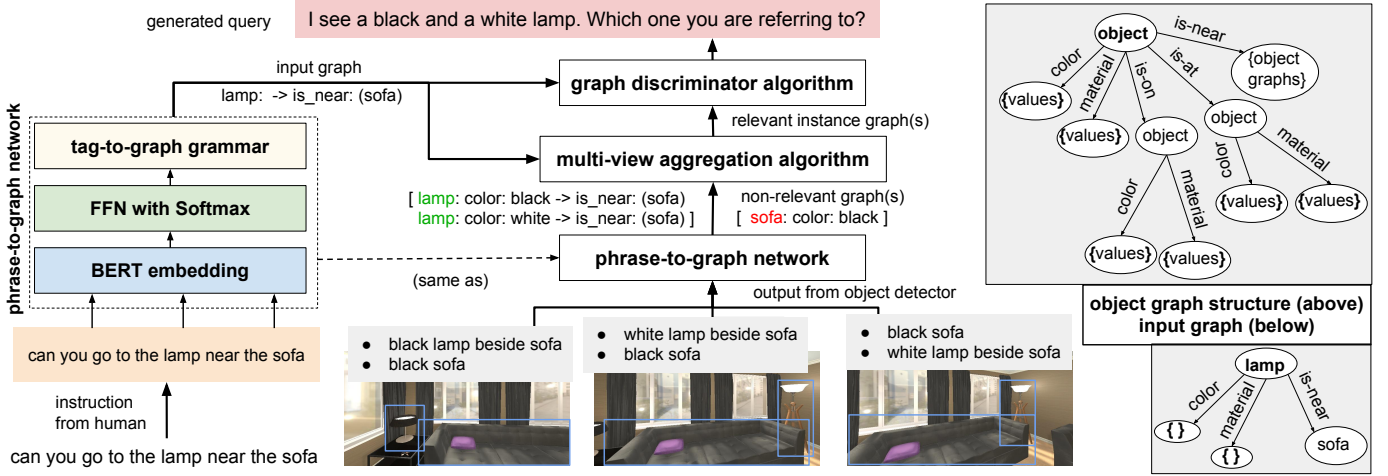 generated query
I see a black and a white lamp. Which one you are referring to?
input graph
lamp: -> is_near: (sofa)
graph discriminator algorithm
relevant instance graph(s)
multi-view aggregation algorithm
[ lamp: color: black -> is_near: (sofa)
lamp: color: white -> is_near: (sofa) ]
non-relevant graph(s)
[ sofa: color: black ]
phrase-to-graph network
tag-to-graph grammar
FFN with Softmax
BERT embedding
(same as)
phrase-to-graph network
output from object detector
can you go to the lamp near the sofa
instruction
from human
can you go to the lamp near the sofa
● black lamp beside sofa
● black sofa
● white lamp beside sofa
● black sofa
● black sofa
● white lamp beside sofa
object
color
material
is-on
is-at
is-near
{values}
{values}
object
object
{object
graphs}
color
material
color
material
{values}
{values}
{values}
{values}
object graph structure (above)
input graph (below)
lamp
color
material
is-near
{ }
{ }
sofa